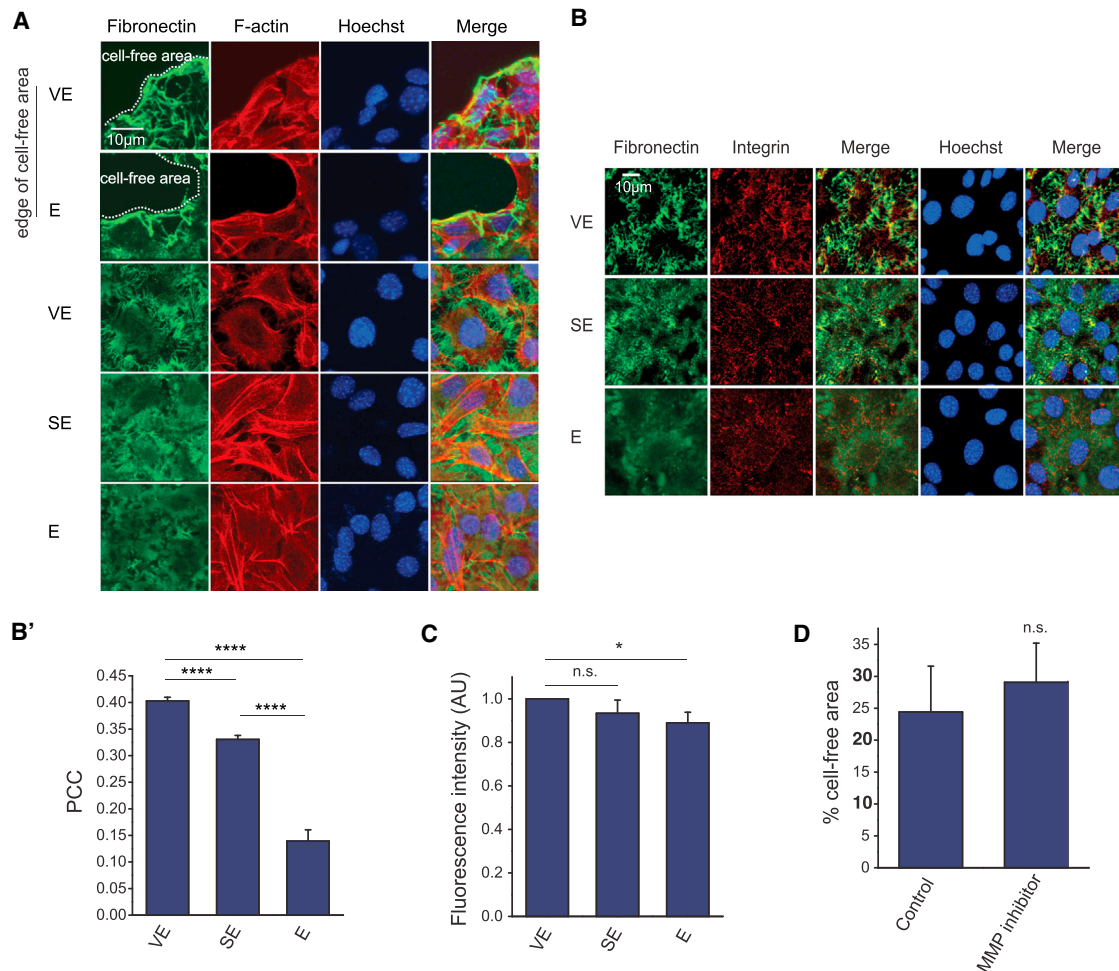 A
Fibronectin F-actin Hoechst Merge
edge of cell-free area
VE
cell-free area
10µm
E
cell-free area
VE
SE
E
B
Fibronectin Integrin Merge Hoechst Merge
VE
10µm
SE
E
B'
****
****
****
PCC
0.45
0.40
0.35
0.30
0.25
0.20
0.15
0.10
0.05
0.00
VE SE E
C
*
n.s.
Fluorescence intensity (AU)
1.0
0.8
0.6
0.4
0.2
0.0
VE SE E
D
n.s.
% cell-free area
35
30
25
20
15
10
5
0
Control MMP inhibitor